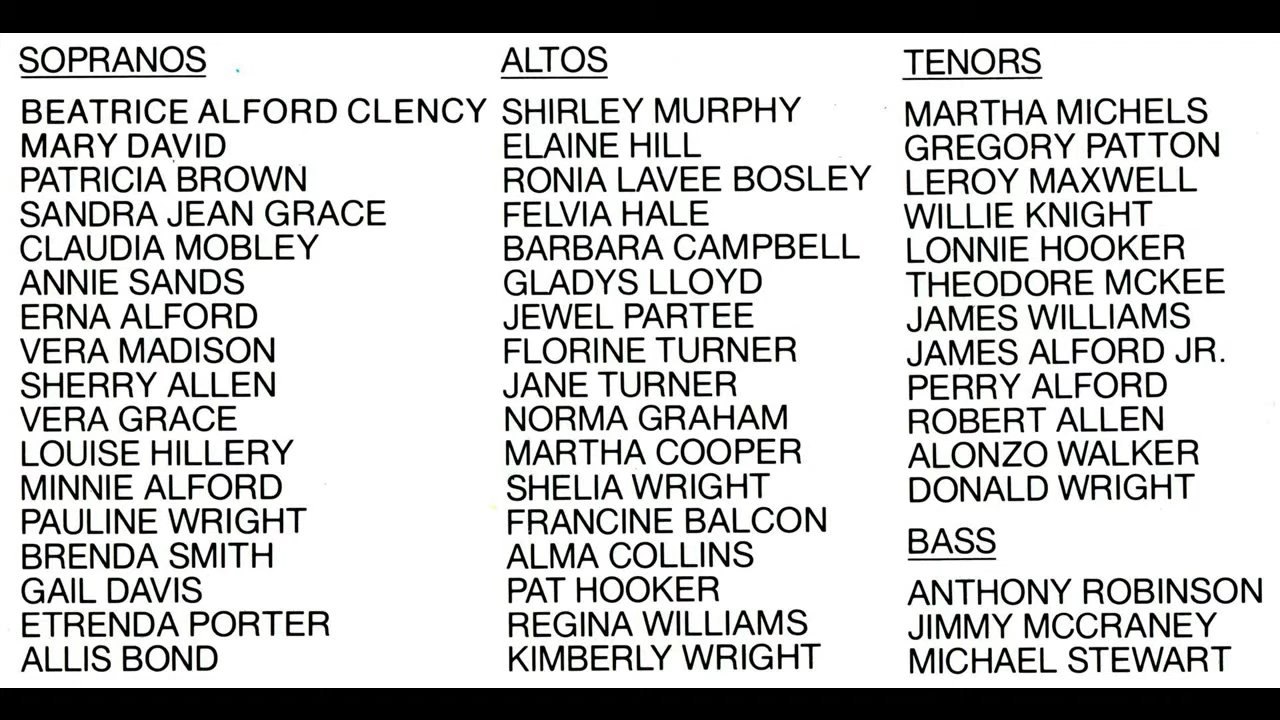 SOPRANOS
BEATRICE ALFORD CLENCY
MARY DAVID
PATRICIA BROWN
SANDRA JEAN GRACE
CLAUDIA MOBLEY
ANNIE SANDS
ERNA ALFORD
VERA MADISON
SHERRY ALLEN
VERA GRACE
LOUISE HILLERY
MINNIE ALFORD
PAULINE WRIGHT
BRENDA SMITH
GAIL DAVIS
ETRENDA PORTER
ALLIS BOND
ALTOS
SHIRLEY MURPHY
ELAINE HILL
RONIA LAVEE BOSLEY
FELVIA HALE
BARBARA CAMPBELL
GLADYS LLOYD
JEWEL PARTEE
FLORINE TURNER
JANE TURNER
NORMA GRAHAM
MARTHA COOPER
SHELIA WRIGHT
FRANCINE BALCON
ALMA COLLINS
PAT HOOKER
REGINA WILLIAMS
KIMBERLY WRIGHT
TENORS
MARTHA MICHELS
GREGORY PATTON
LEROY MAXWELL
WILLIE KNIGHT
LONNIE HOOKER
THEODORE MCKEE
JAMES WILLIAMS
JAMES ALFORD JR.
PERRY ALFORD
ROBERT ALLEN
ALONZO WALKER
DONALD WRIGHT
BASS
ANTHONY ROBINSON
JIMMY MCCRANEY
MICHAEL STEWART